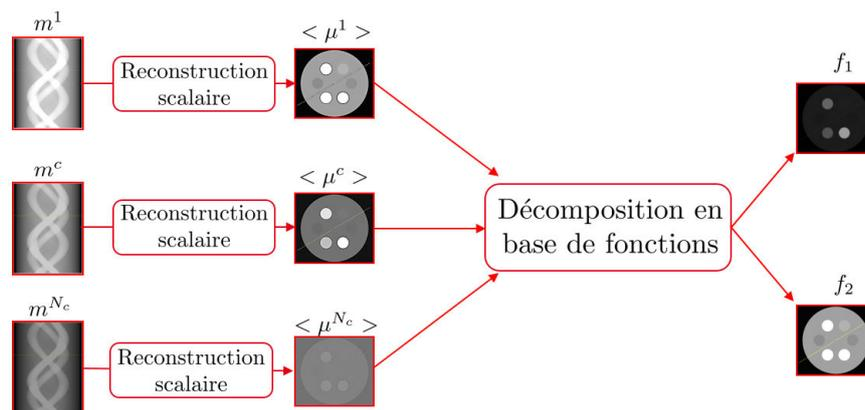 m^1
Reconstruction
scalaire
< μ^1 >
m^c
Reconstruction
scalaire
< μ^c >
m^{N_c}
Reconstruction
scalaire
< μ^{N_c} >
Décomposition en
base de fonctions
f_1
f_2